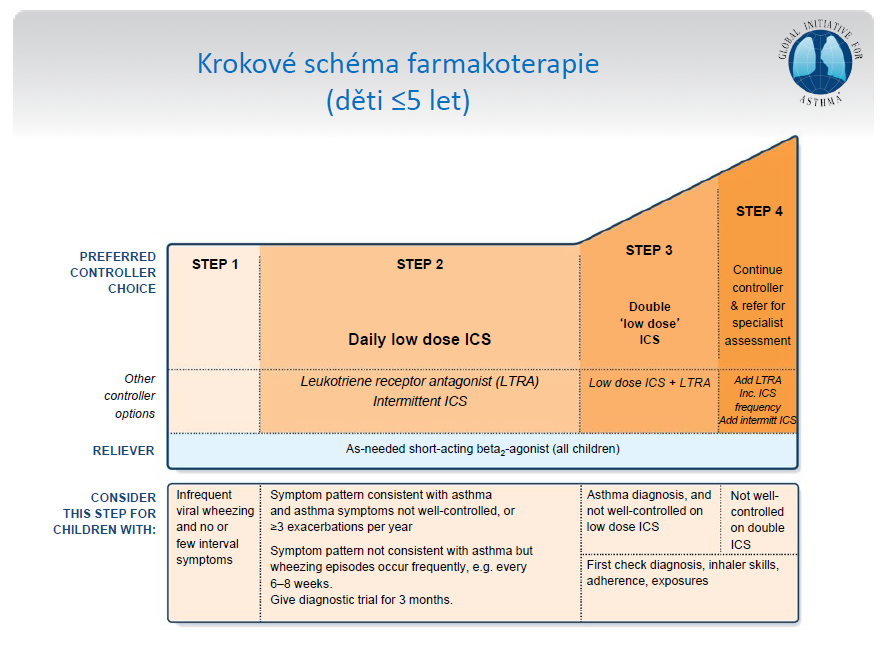 Krokové schéma farmakoterapie
(děti ≤5 let)
GLOBAL INITIATIVE FOR
ASTHMA
PREFERRED
CONTROLLER
CHOICE
STEP 1
STEP 2
Daily low dose ICS
STEP 3
Double
‘low dose’
ICS
STEP 4
Continue
controller
& refer for
specialist
assessment
Other
controller
options
Leukotriene receptor antagonist (LTRA)
Intermittent ICS
Low dose ICS + LTRA
Add LTRA
Inc. ICS
frequency
Add intermitt ICS
RELIEVER
As-needed short-acting beta2-agonist (all children)
CONSIDER
THIS STEP FOR
CHILDREN WITH:
Infrequent
viral wheezing
and no or
few interval
symptoms
Symptom pattern consistent with asthma
and asthma symptoms not well-controlled, or
≥3 exacerbations per year
Symptom pattern not consistent with asthma but
wheezing episodes occur frequently, e.g. every
6–8 weeks.
Give diagnostic trial for 3 months.
Asthma diagnosis, and
not well-controlled on
low dose ICS
Not well-
controlled
on double
ICS
First check diagnosis, inhaler skills,
adherence, exposures